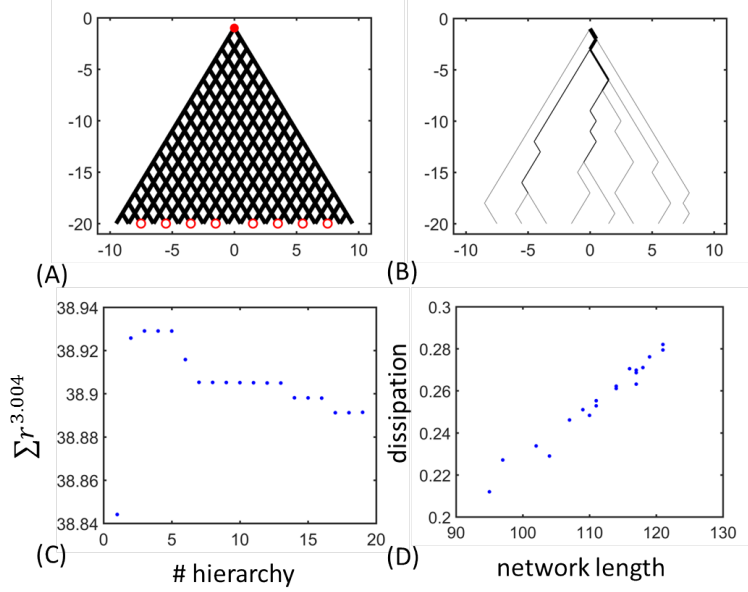 0
-5
-10
-15
-20
-10 -5 0 5 10
(A)
0
-5
-10
-15
-20
-10 -5 0 5 10
(B)
38.94
38.92
38.9
38.88
38.86
38.84
0 5 10 15 20
Σr^3.004
# hierarchy
(C)
0.3
0.28
0.26
0.24
0.22
0.2
90 100 110 120 130
dissipation
network length
(D)